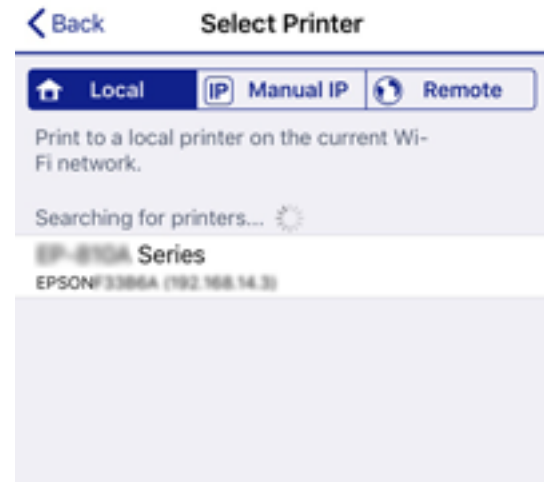 Back
Select Printer
Local
IP Manual IP
Remote
Print to a local printer on the current Wi-
Fi network.
Searching for printers...
Series
EPSON